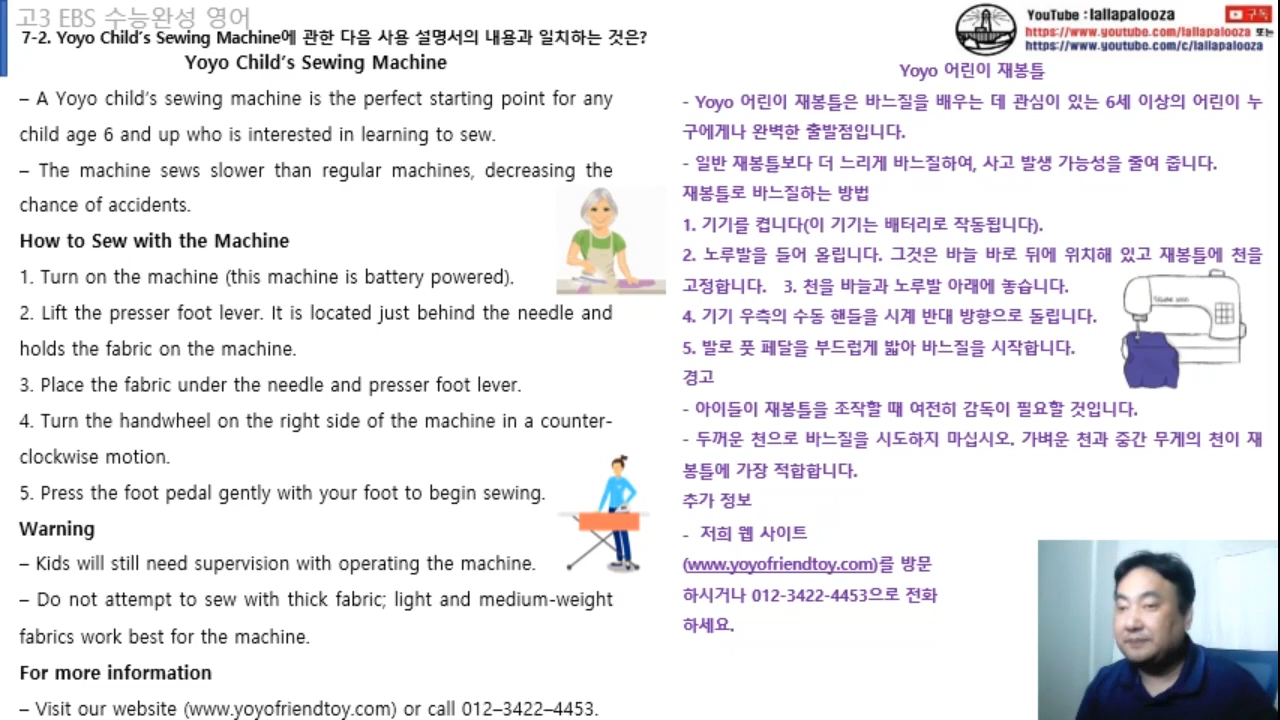 고3 EBS 수능완성 영어
7-2. Yoyo Child's Sewing Machine에 관한 다음 사용 설명서의 내용과 일치하는 것은?
Yoyo Child's Sewing Machine
– A Yoyo child's sewing machine is the perfect starting point for any
child age 6 and up who is interested in learning to sew.
– The machine sews slower than regular machines, decreasing the
chance of accidents.
How to Sew with the Machine
1. Turn on the machine (this machine is battery powered).
2. Lift the presser foot lever. It is located just behind the needle and
holds the fabric on the machine.
3. Place the fabric under the needle and presser foot lever.
4. Turn the handwheel on the right side of the machine in a counter-
clockwise motion.
5. Press the foot pedal gently with your foot to begin sewing.
Warning
– Kids will still need supervision with operating the machine.
– Do not attempt to sew with thick fabric; light and medium-weight
fabrics work best for the machine.
For more information
– Visit our website (www.yoyofriendtoy.com) or call 012–3422–4453.
YouTube : lallapalooza
구독
https://www.youtube.com/lallapalooza 또는
https://www.youtube.com/c/lallapalooza
Yoyo 어린이 재봉틀
- Yoyo 어린이 재봉틀은 바느질을 배우는 데 관심이 있는 6세 이상의 어린이 누
구에게나 완벽한 출발점입니다.
- 일반 재봉틀보다 더 느리게 바느질하여, 사고 발생 가능성을 줄여 줍니다.
재봉틀로 바느질하는 방법
1. 기기를 켭니다(이 기기는 배터리로 작동됩니다).
2. 노루발을 들어 올립니다. 그것은 바늘 바로 뒤에 위치해 있고 재봉틀에 천을
고정합니다. 3. 천을 바늘과 노루발 아래에 놓습니다.
4. 기기 우측의 수동 핸들을 시계 반대 방향으로 돌립니다.
5. 발로 풋 페달을 부드럽게 밟아 바느질을 시작합니다.
경고
- 아이들이 재봉틀을 조작할 때 여전히 감독이 필요할 것입니다.
- 두꺼운 천으로 바느질을 시도하지 마십시오. 가벼운 천과 중간 무게의 천이 재
봉틀에 가장 적합합니다.
추가 정보
- 저희 웹 사이트
(www.yoyofriendtoy.com)를 방문
하시거나 012-3422-4453으로 전화
하세요.